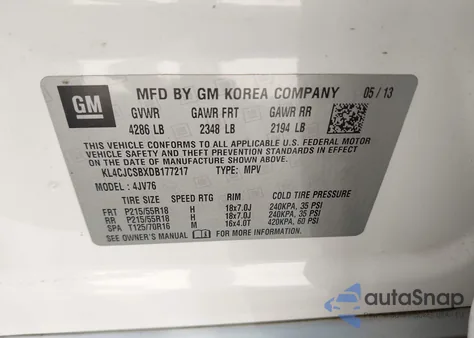 GM
MFD BY GM KOREA COMPANY 05 / 13
GVWR GAWR FRT GAWR RR
4286 LB 2348 LB 2194 LB
THIS VEHICLE CONFORMS TO ALL APPLICABLE U.S. FEDERAL MOTOR
VEHICLE SAFETY, BUMPER, AND THEFT PREVENTION STANDARDS
IN EFFECT ON THE DATE OF MANUFACTURE SHOWN ABOVE.
KL4CJCSBXDB177217 TYPE: MPV
MODEL : 4JV76
TIRE SIZE SPEED RTG RIM COLD TIRE PRESSURE
FRT P215/55R18 H 18x7.0J 240KPA, 35 PSI
RR P215/55R18 H 18x7.0J 240KPA, 35 PSI
SPA T125/70R16 M 16x4.0T 420KPA, 60 PSI
SEE OWNER'S MANUAL FOR MORE INFORMATION.
autoSnap